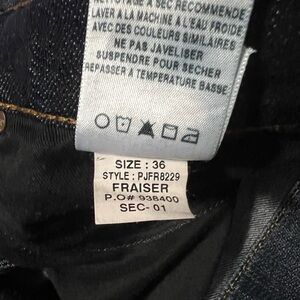 NETTOYAGE A SEC RECOMMENDE
LAVER A LA MACHINE A L'EAU FROIDE
AVEC DES COULEURS SIMILAIRES
NE PAS JAVELISER
SUSPENDRE POUR SECHER
REPASSER A TEMPERATURE BASSE
SIZE : 36
STYLE : PJFR8229
FRAISER
P.O# 938400
SEC- 01